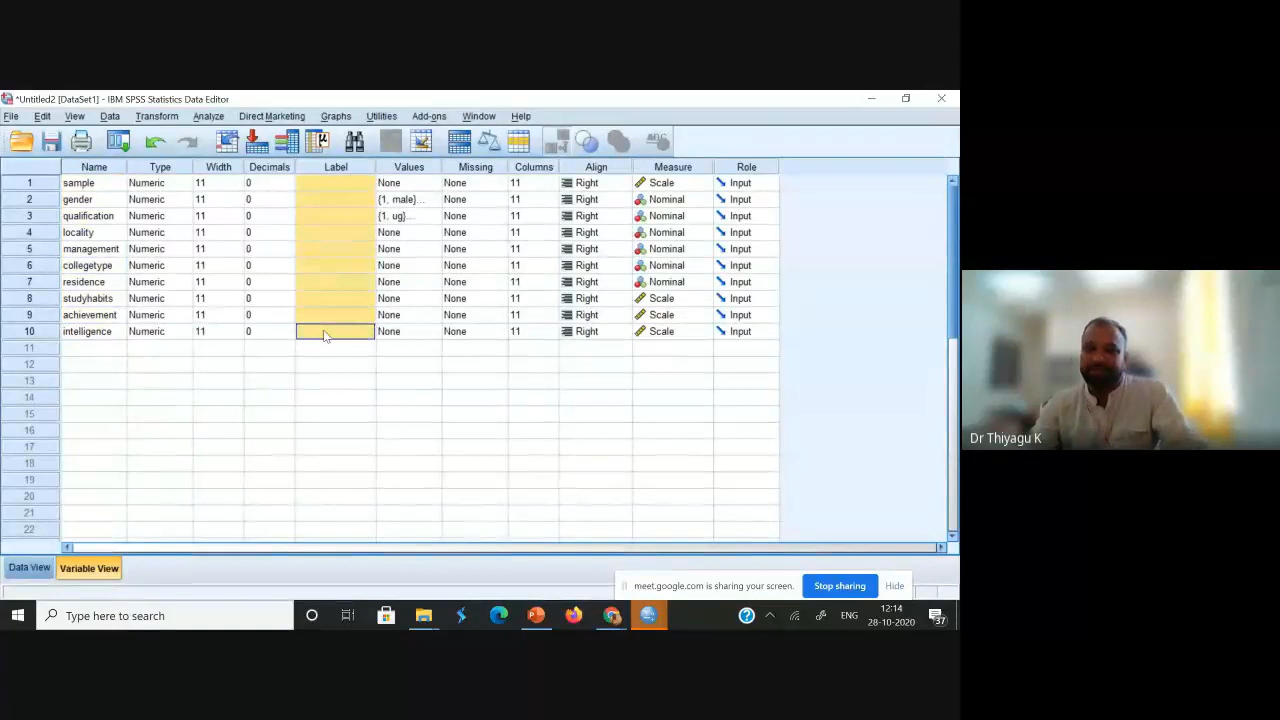 *Untitled2 [DataSet1] - IBM SPSS Statistics Data Editor
File Edit View Data Transform Analyze Direct Marketing Graphs Utilities Add-ons Window Help
Name Type Width Decimals Label Values Missing Columns Align Measure Role
1 sample Numeric 11 0 None None 11 Right Scale Input
2 gender Numeric 11 0 {1, male}... None 11 Right Nominal Input
3 qualification Numeric 11 0 {1, ug}... None 11 Right Nominal Input
4 locality Numeric 11 0 None None 11 Right Nominal Input
5 management Numeric 11 0 None None 11 Right Nominal Input
6 collegetype Numeric 11 0 None None 11 Right Nominal Input
7 residence Numeric 11 0 None None 11 Right Nominal Input
8 studyhabits Numeric 11 0 None None 11 Right Scale Input
9 achievement Numeric 11 0 None None 11 Right Scale Input
10 intelligence Numeric 11 0 None None 11 Right Scale Input
11
12
13
14
15
16
17
18
19
20
21
22
Data View Variable View
meet.google.com is sharing your screen. Stop sharing Hide
Type here to search
ENG
12:14
28-10-2020
37
Dr Thiyagu K